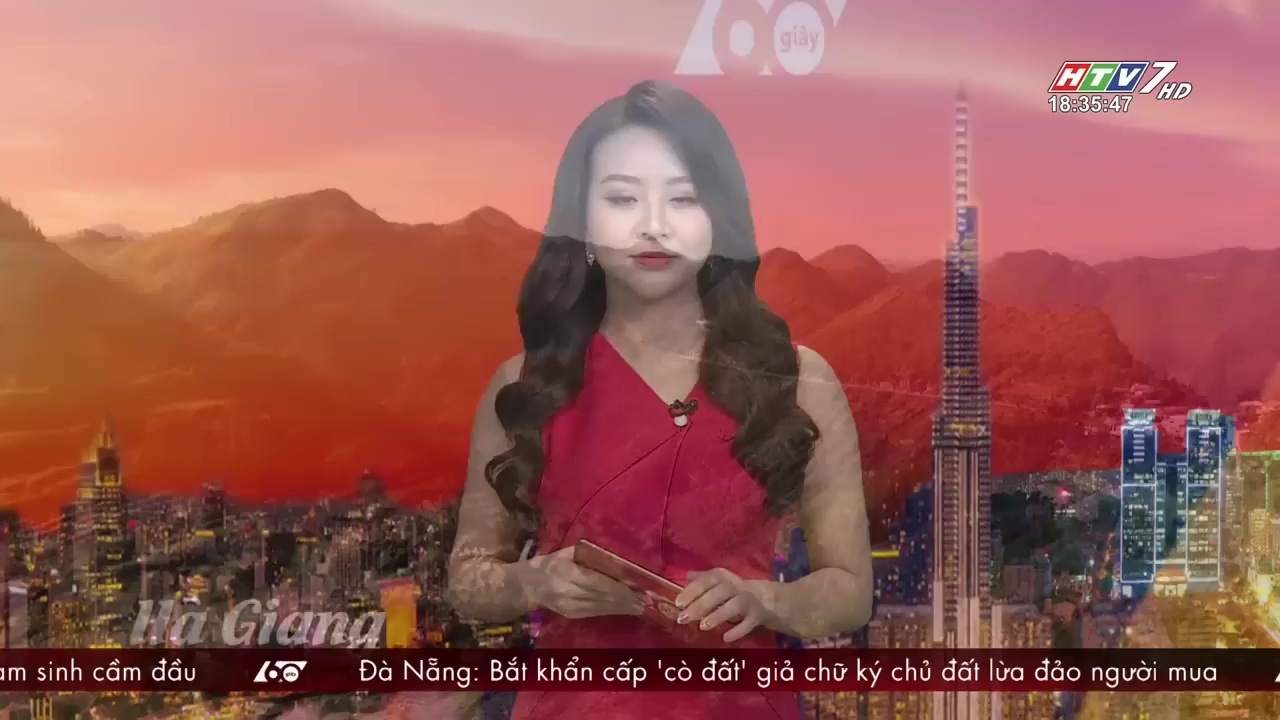 60 giây
HTV7 HD
18:35:47
Hà Giang
am sinh cầm đầu 60 giây Đà Nẵng: Bắt khẩn cấp 'cò đất' giả chữ ký chủ đất lừa đảo người mua